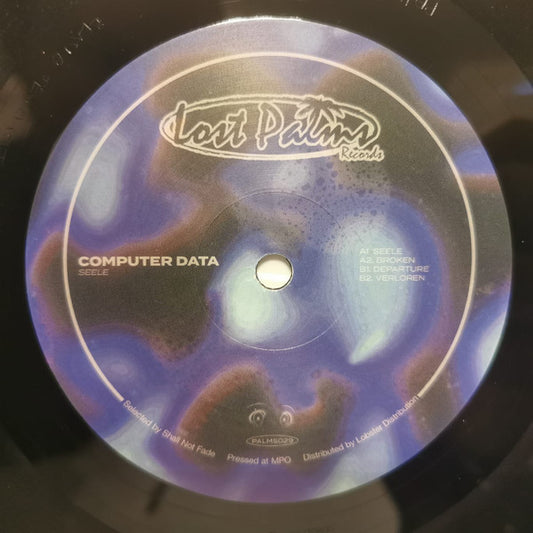 Lost Palms
Records
COMPUTER DATA
SEELE
A1. SEELE
A2. BROKEN
B1. DEPARTURE
B2. VERLOREN
PALMS029
Selected by Shall Not Fade
Pressed at MPO
Distributed by Lobster Distribution